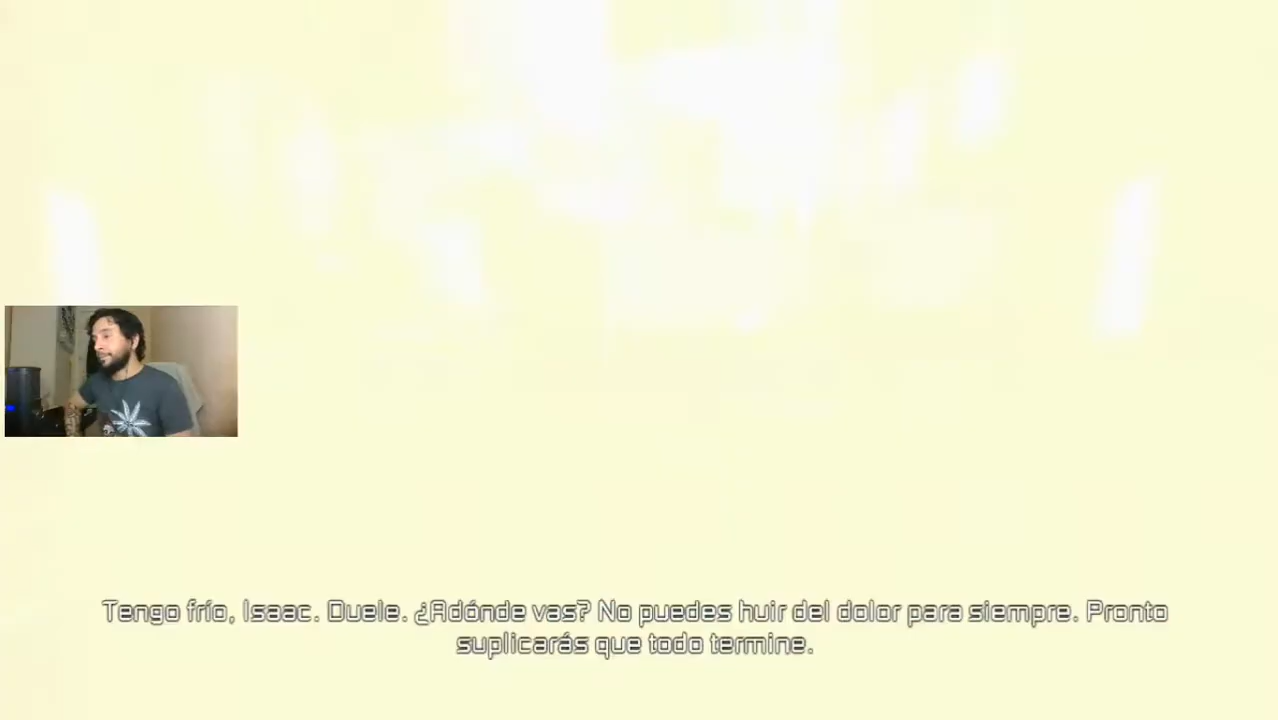 Tengo frío, Isaac. Duele. ¿Adónde vas? No puedes huir del dolor para siempre. Pronto
suplicarás que todo termine.